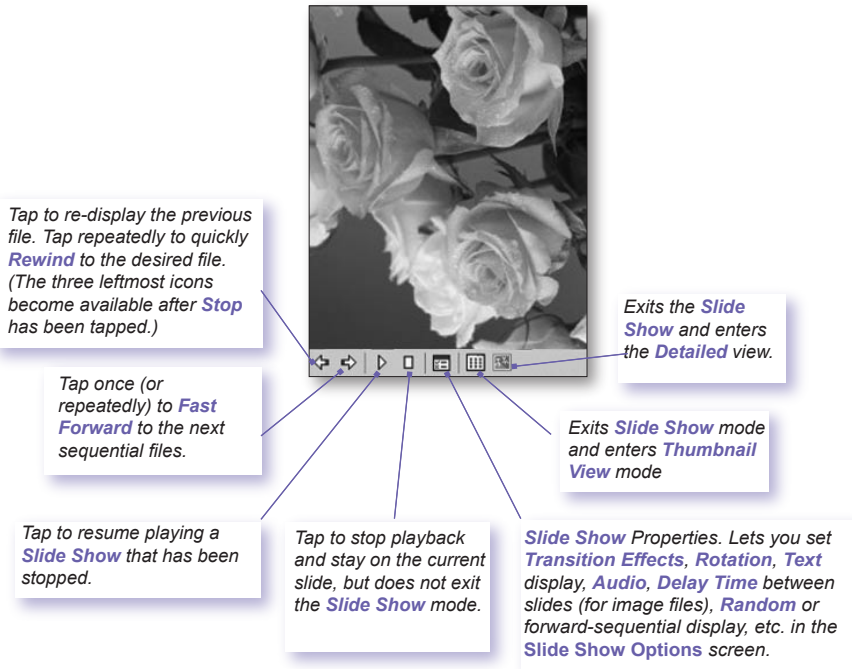 Tap to re-display the previous
file. Tap repeatedly to quickly
Rewind to the desired file.
(The three leftmost icons
become available after Stop
has been tapped.)
Exits the Slide
Show and enters
the Detailed view.
Tap once (or
repeatedly) to Fast
Forward to the next
sequential files.
Exits Slide Show mode
and enters Thumbnail
View mode
Tap to resume playing a
Slide Show that has been
stopped.
Tap to stop playback
and stay on the current
slide, but does not exit
the Slide Show mode.
Slide Show Properties. Lets you set
Transition Effects, Rotation, Text
display, Audio, Delay Time between
slides (for image files), Random or
forward-sequential display, etc. in the
Slide Show Options screen.